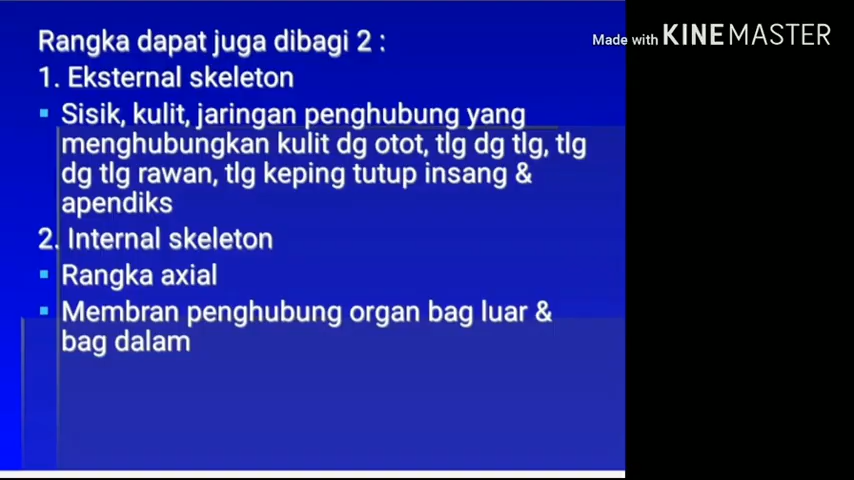 Rangka dapat juga dibagi 2 :
Made with KINEMASTER
1. Eksternal skeleton
▪ Sisik, kulit, jaringan penghubung yang
menghubungkan kulit dg otot, tlg dg tlg, tlg
dg tlg rawan, tlg keping tutup insang &
apendiks
2. Internal skeleton
▪ Rangka axial
▪ Membran penghubung organ bag luar &
bag dalam